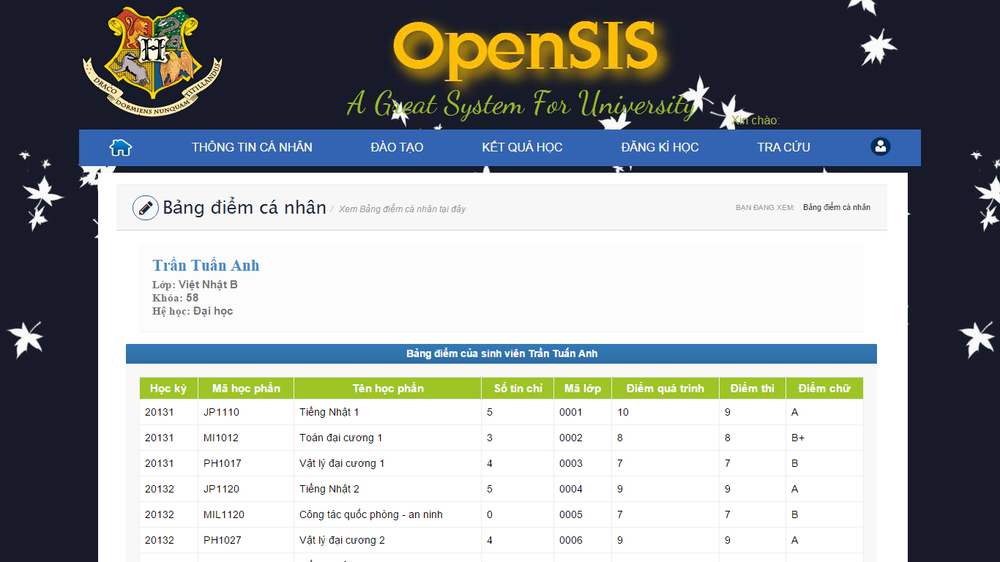 DRACO DORMIENS NUNQUAM TITILLANDUS
H
OpenSIS
A Great System For University
Xin chào:
THÔNG TIN CÁ NHÂN ĐÀO TẠO KẾT QUẢ HỌC ĐĂNG KÍ HỌC TRA CỨU
Bảng điểm cá nhân / Xem Bảng điểm cá nhân tại đây BẠN ĐANG XEM: Bảng điểm cá nhân
Trần Tuấn Anh
Lớp: Việt Nhật B
Khóa: 58
Hệ học: Đại học
Bảng điểm của sinh viên Trần Tuấn Anh
Học kỳ Mã học phần Tên học phần Số tín chỉ Mã lớp Điểm quá trình Điểm thi Điểm chữ
20131 JP1110 Tiếng Nhật 1 5 0001 10 9 A
20131 MI1012 Toán đại cương 1 3 0002 8 8 B+
20131 PH1017 Vật lý đại cương 1 4 0003 7 7 B
20132 JP1120 Tiếng Nhật 2 5 0004 9 9 A
20132 MIL1120 Công tác quốc phòng - an ninh 0 0005 7 7 B
20132 PH1027 Vật lý đại cương 2 4 0006 9 9 A